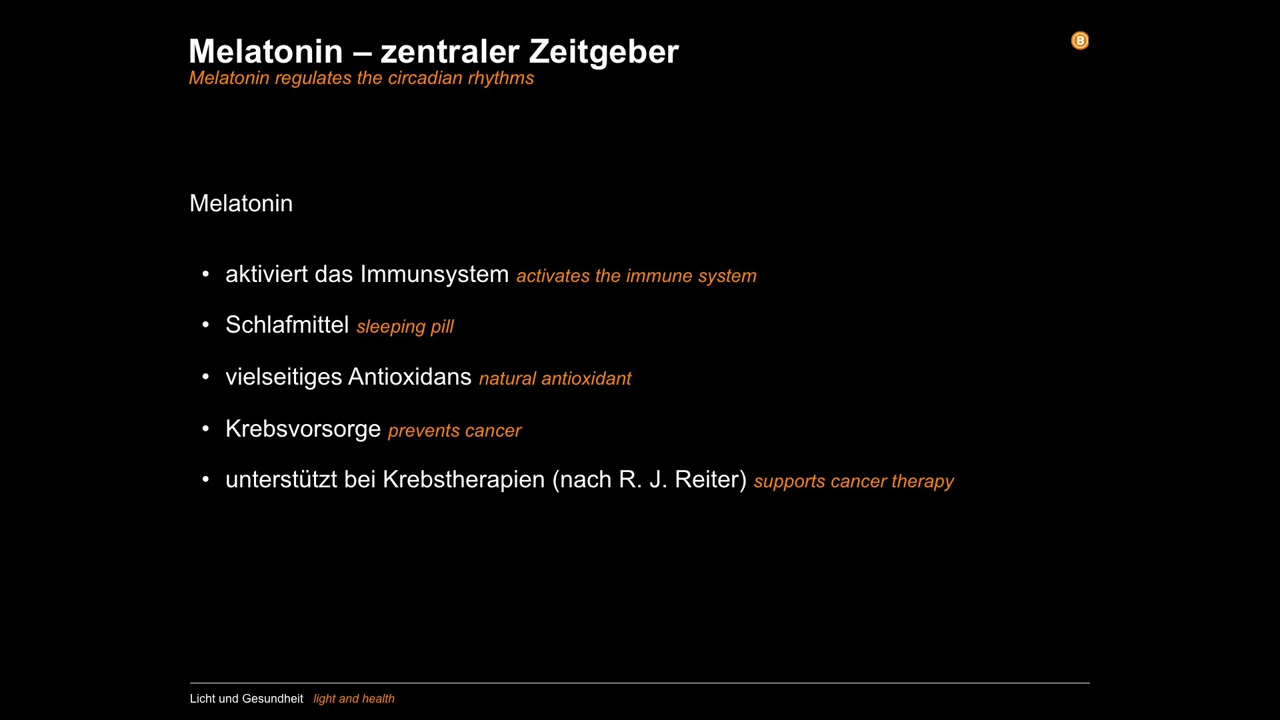 Melatonin – zentraler Zeitgeber
B
Melatonin regulates the circadian rhythms
Melatonin
• aktiviert das Immunsystem activates the immune system
• Schlafmittel sleeping pill
• vielseitiges Antioxidans natural antioxidant
• Krebsvorsorge prevents cancer
• unterstützt bei Krebstherapien (nach R. J. Reiter) supports cancer therapy
Licht und Gesundheit light and health